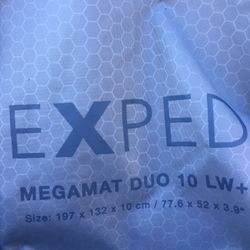 EXPED
MEGAMAT DUO 10 LW+
Size: 197 x 132 x 10 cm / 77.6 x 52 x 3.9"